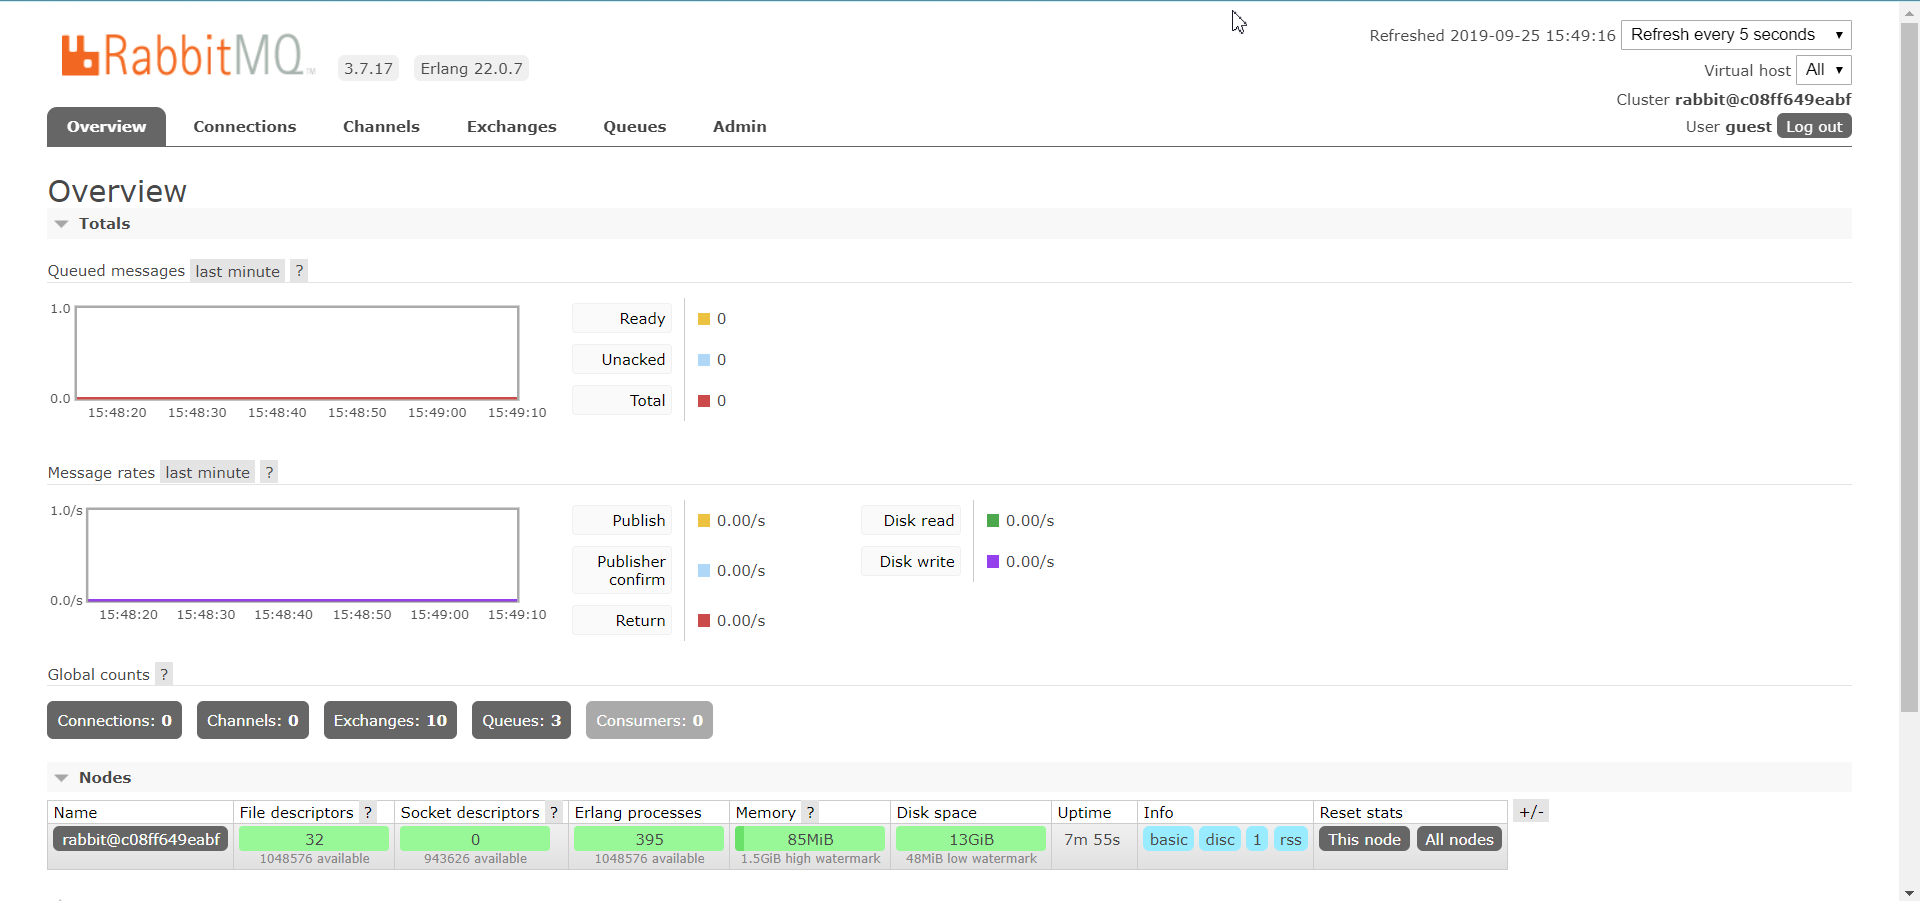 RabbitMQ TM 3.7.17 Erlang 22.0.7
Refreshed 2019-09-25 15:49:16 Refresh every 5 seconds
Virtual host All
Cluster rabbit@c08ff649eabf
User guest Log out
Overview Connections Channels Exchanges Queues Admin
Overview
Totals
Queued messages last minute ?
1.0
0.0
15:48:20 15:48:30 15:48:40 15:48:50 15:49:00 15:49:10
Ready 0
Unacked 0
Total 0
Message rates last minute ?
1.0/s
0.0/s
15:48:20 15:48:30 15:48:40 15:48:50 15:49:00 15:49:10
Publish 0.00/s
Publisher
confirm 0.00/s
Return 0.00/s
Disk read 0.00/s
Disk write 0.00/s
Global counts ?
Connections: 0 Channels: 0 Exchanges: 10 Queues: 3 Consumers: 0
Nodes
Name File descriptors ? Socket descriptors ? Erlang processes Memory ? Disk space Uptime Info Reset stats +/-
rabbit@c08ff649eabf 32 0 395 85MiB 13GiB 7m 55s basic disc 1 rss This node All nodes
1048576 available 943626 available 1048576 available 1.5GiB high watermark 48MiB low watermark